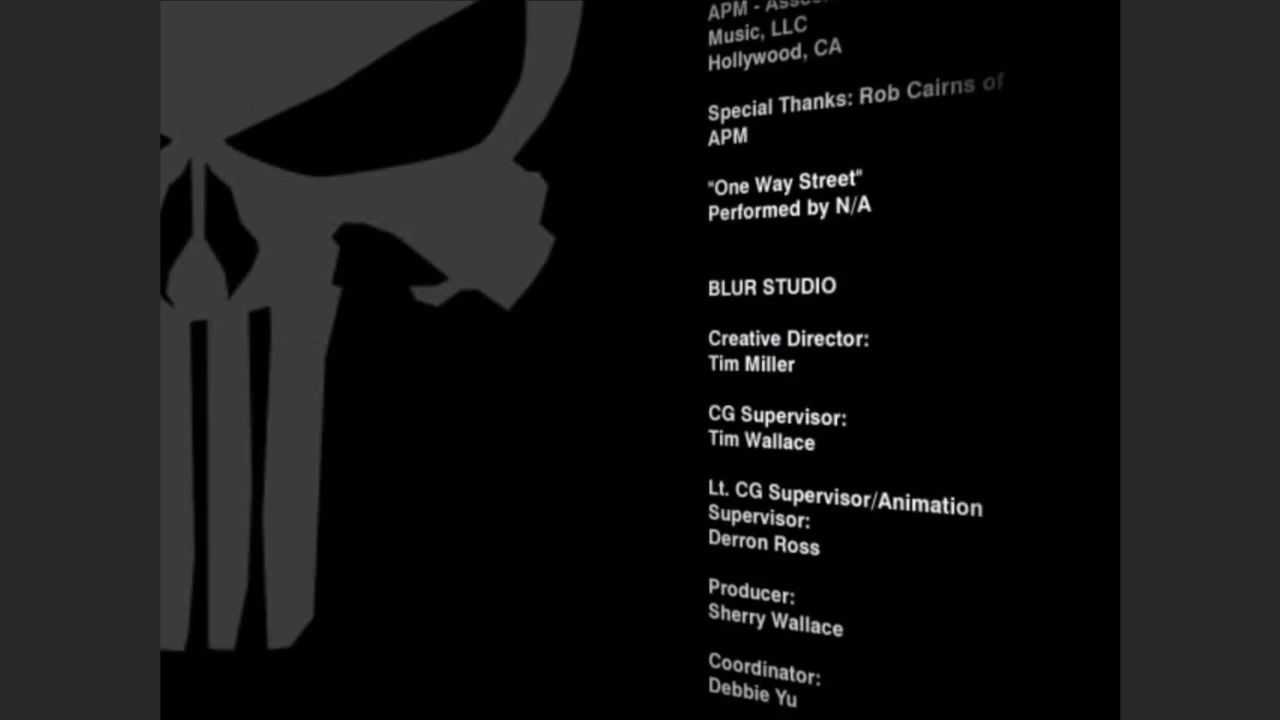 APM -
Music, LLC
Hollywood, CA
Special Thanks: Rob Cairns of
APM
"One Way Street"
Performed by N/A
BLUR STUDIO
Creative Director:
Tim Miller
CG Supervisor:
Tim Wallace
Lt. CG Supervisor/Animation
Supervisor:
Derron Ross
Producer:
Sherry Wallace
Coordinator:
Debbie Yu